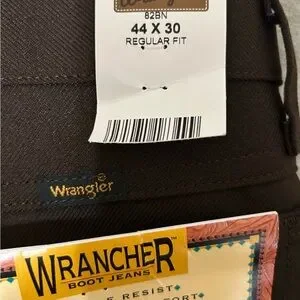 82BN
44 X 30
REGULAR FIT
Wrangler
WRANCHER
BOOT JEANS
RESIST